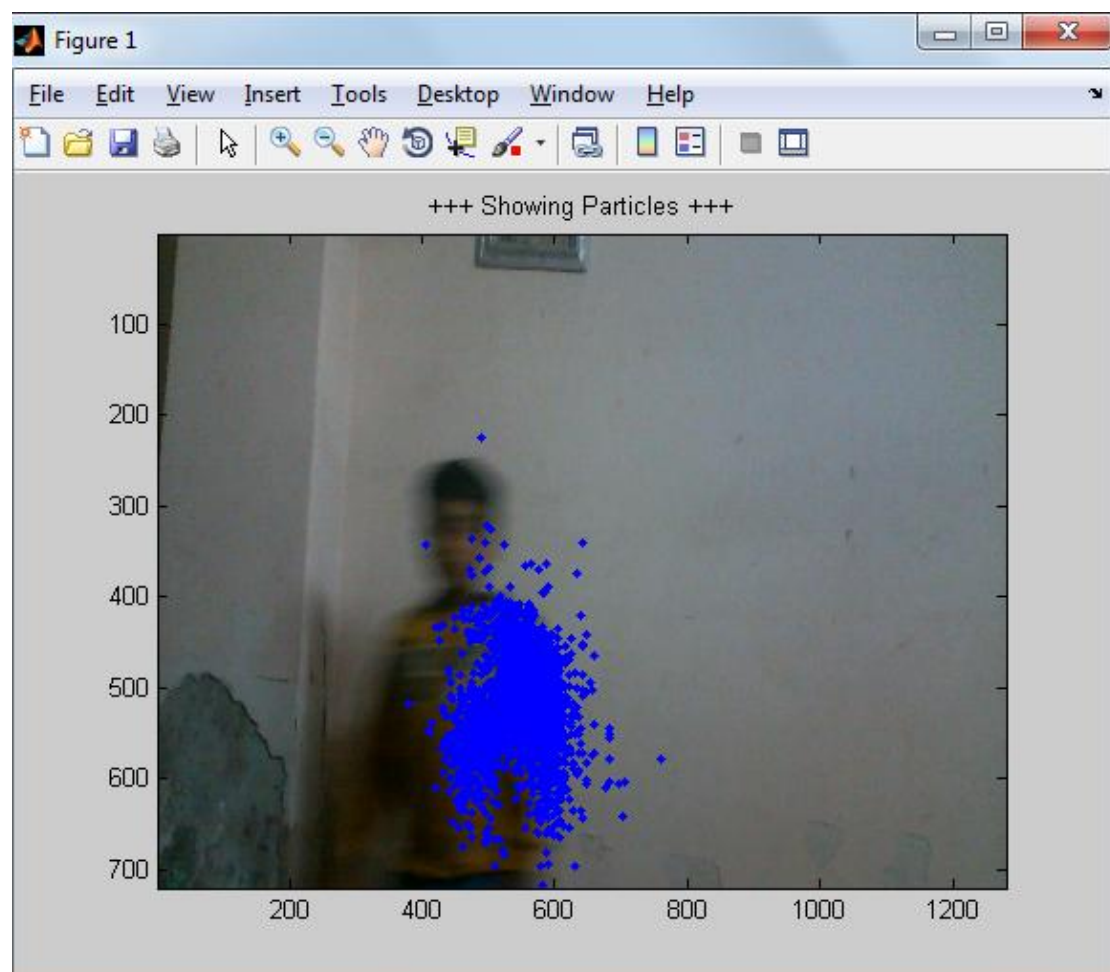 Figure 1
File Edit View Insert Tools Desktop Window Help
+++ Showing Particles +++
100
200
300
400
500
600
700
200 400 600 800 1000 1200